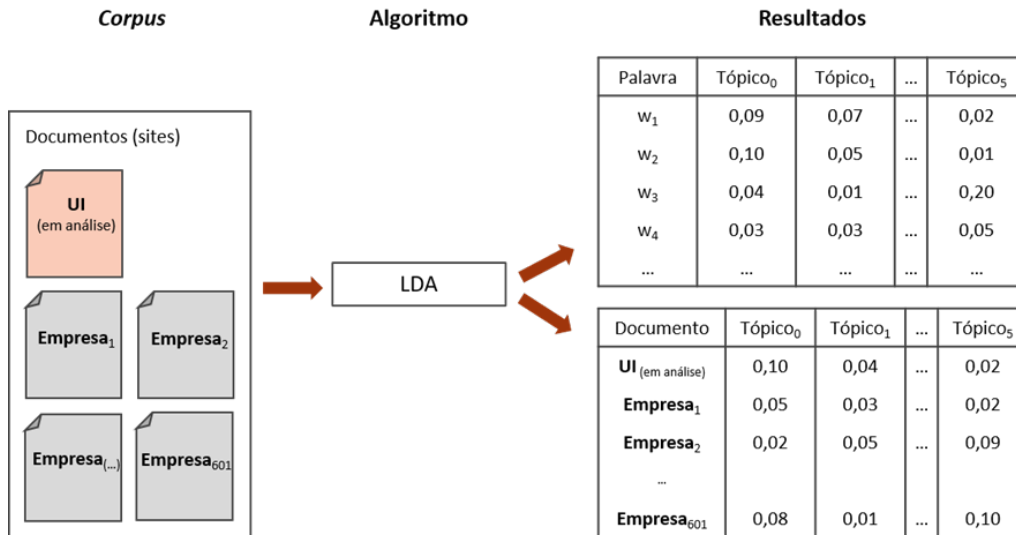 Corpus
Algoritmo
Resultados
Documentos (sites)
UI
(em análise)
Empresa₁
Empresa₂
Empresa₍...₎
Empresa₆₀₁
LDA
Palavra Tópico₀ Tópico₁ ... Tópico₅
w₁ 0,09 0,07 ... 0,02
w₂ 0,10 0,05 ... 0,01
w₃ 0,04 0,01 ... 0,20
w₄ 0,03 0,03 ... 0,05
... ... ... ... ...
Documento Tópico₀ Tópico₁ ... Tópico₅
UI (em análise) 0,10 0,04 ... 0,02
Empresa₁ 0,05 0,03 ... 0,02
Empresa₂ 0,02 0,05 ... 0,09
...
Empresa₆₀₁ 0,08 0,01 ... 0,10